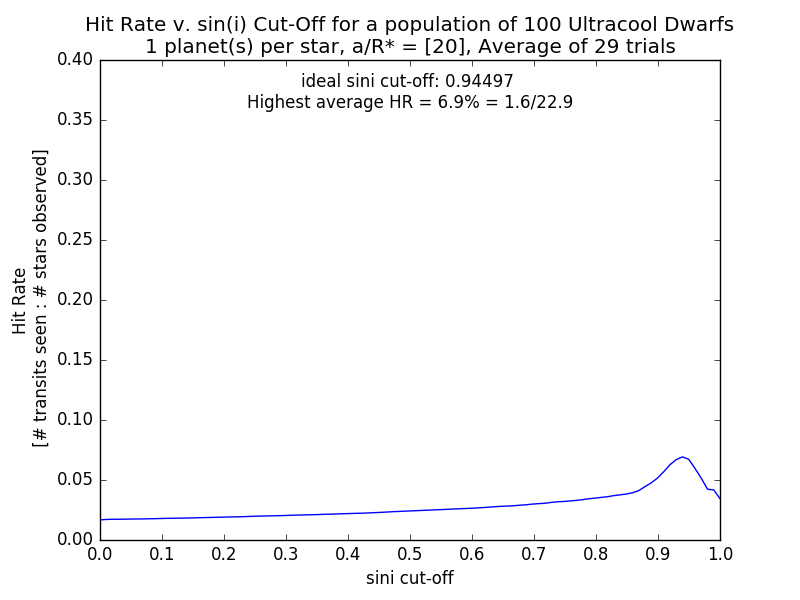 Hit Rate v. sin(i) Cut-Off for a population of 100 Ultracool Dwarfs
1 planet(s) per star, a/R* = [20], Average of 29 trials
ideal sini cut-off: 0.94497
Highest average HR = 6.9% = 1.6/22.9
Hit Rate
[# transits seen : # stars observed]
0.40
0.35
0.30
0.25
0.20
0.15
0.10
0.05
0.00
0.0 0.1 0.2 0.3 0.4 0.5 0.6 0.7 0.8 0.9 1.0
sini cut-off